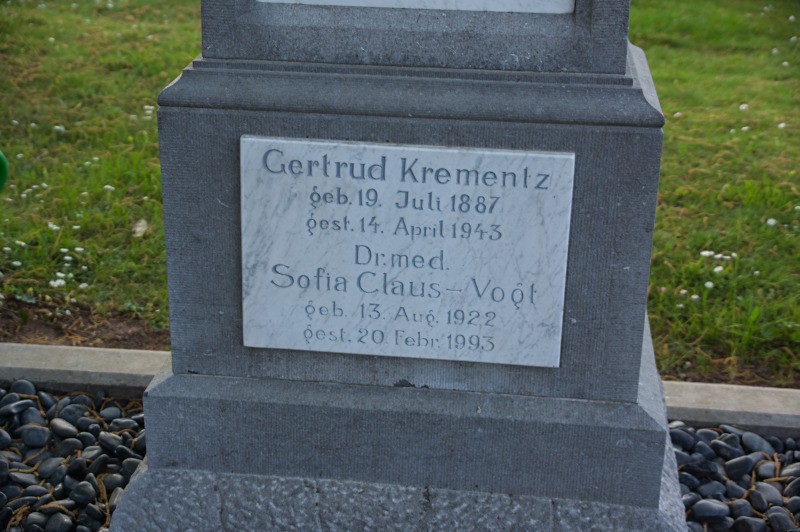 Gertrud Krementz
geb. 19. Juli 1887
gest. 14. April 1943
Dr. med.
Sofia Claus-Vogt
geb. 13. Aug. 1922
gest. 20. Febr. 1993